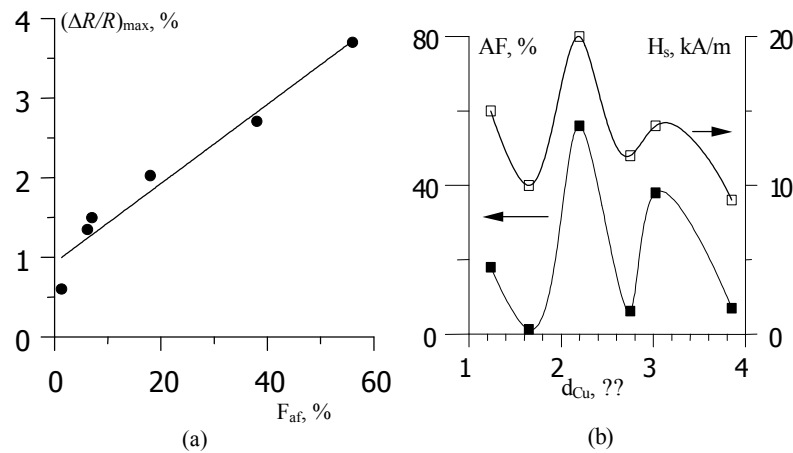 (ΔR/R)max, %
4
3
2
1
0
0 20 40 60
Faf, %
(a)
AF, % Hs, kA/m
80 20
40 10
0 0
1 2 3 4
dCu, ??
(b)